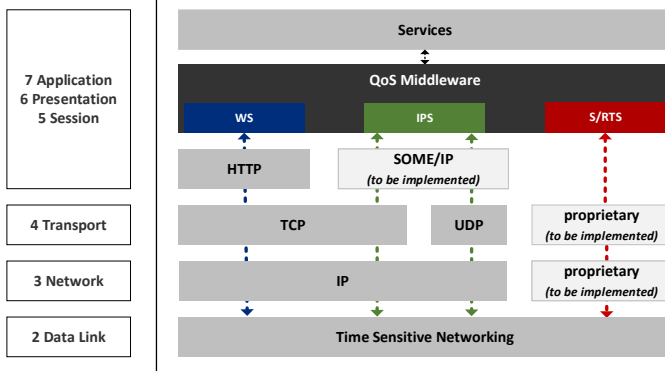 7 Application
6 Presentation
5 Session
4 Transport
3 Network
2 Data Link
Services
QoS Middleware
WS
IPS
S/RTS
HTTP
SOME/IP
(to be implemented)
TCP
UDP
proprietary
(to be implemented)
IP
proprietary
(to be implemented)
Time Sensitive Networking